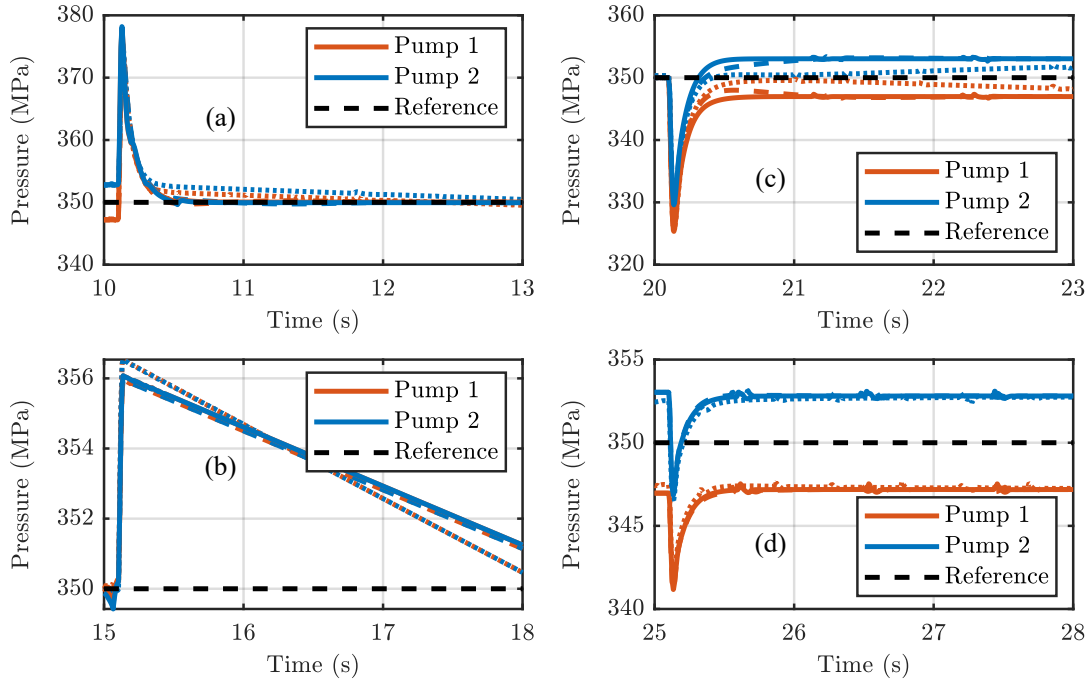 Pressure (MPa)
380
370
360
350
340
10
11
12
13
Time (s)
(a)
Pump 1
Pump 2
Reference
Pressure (MPa)
360
350
340
330
320
20
21
22
23
Time (s)
(c)
Pump 1
Pump 2
Reference
Pressure (MPa)
356
354
352
350
15
16
17
18
Time (s)
(b)
Pump 1
Pump 2
Reference
Pressure (MPa)
355
350
345
340
25
26
27
28
Time (s)
(d)
Pump 1
Pump 2
Reference